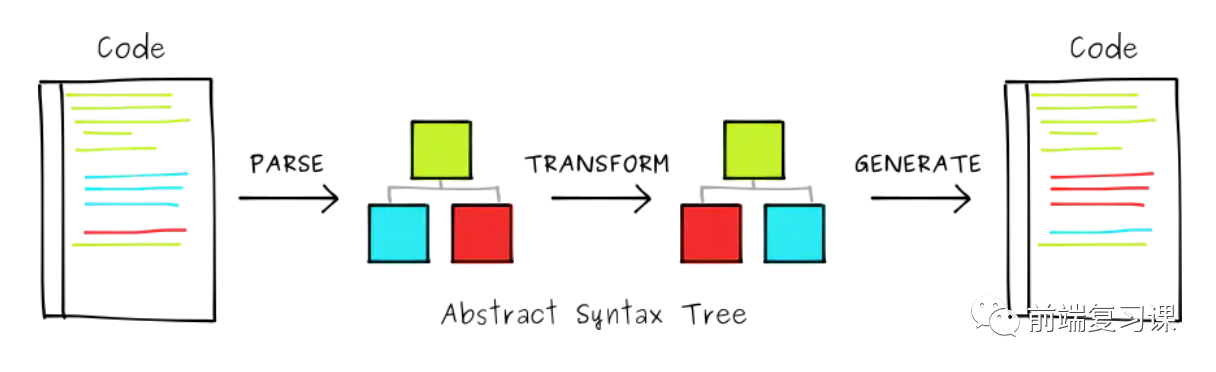 Code
Code
PARSE
TRANSFORM
GENERATE
Abstract Syntax Tree
前端复习课